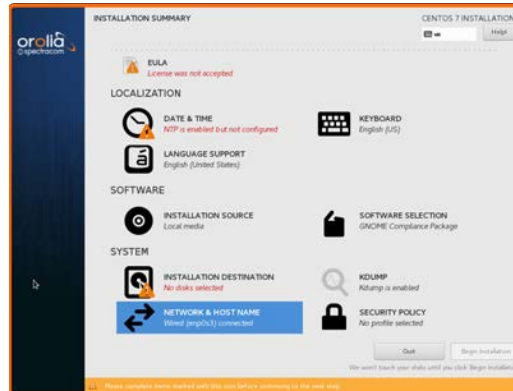 INSTALLATION SUMMARY
CENTOS 7 INSTALLATION
Help!
orolia
spectracom
EULA
License was not accepted
LOCALIZATION
DATE & TIME
NTP is enabled but not configured
KEYBOARD
English (US)
LANGUAGE SUPPORT
English (United States)
SOFTWARE
INSTALLATION SOURCE
Local media
SOFTWARE SELECTION
GNOME Compliance Package
SYSTEM
INSTALLATION DESTINATION
No disks selected
KDUMP
Kdump is enabled
NETWORK & HOST NAME
Wired (enp0s3) connected
SECURITY POLICY
No profile selected
Quit
Begin Installation
We won't touch your disks until you click 'Begin Installat
Please complete items marked with this icon before continuing to the next step.